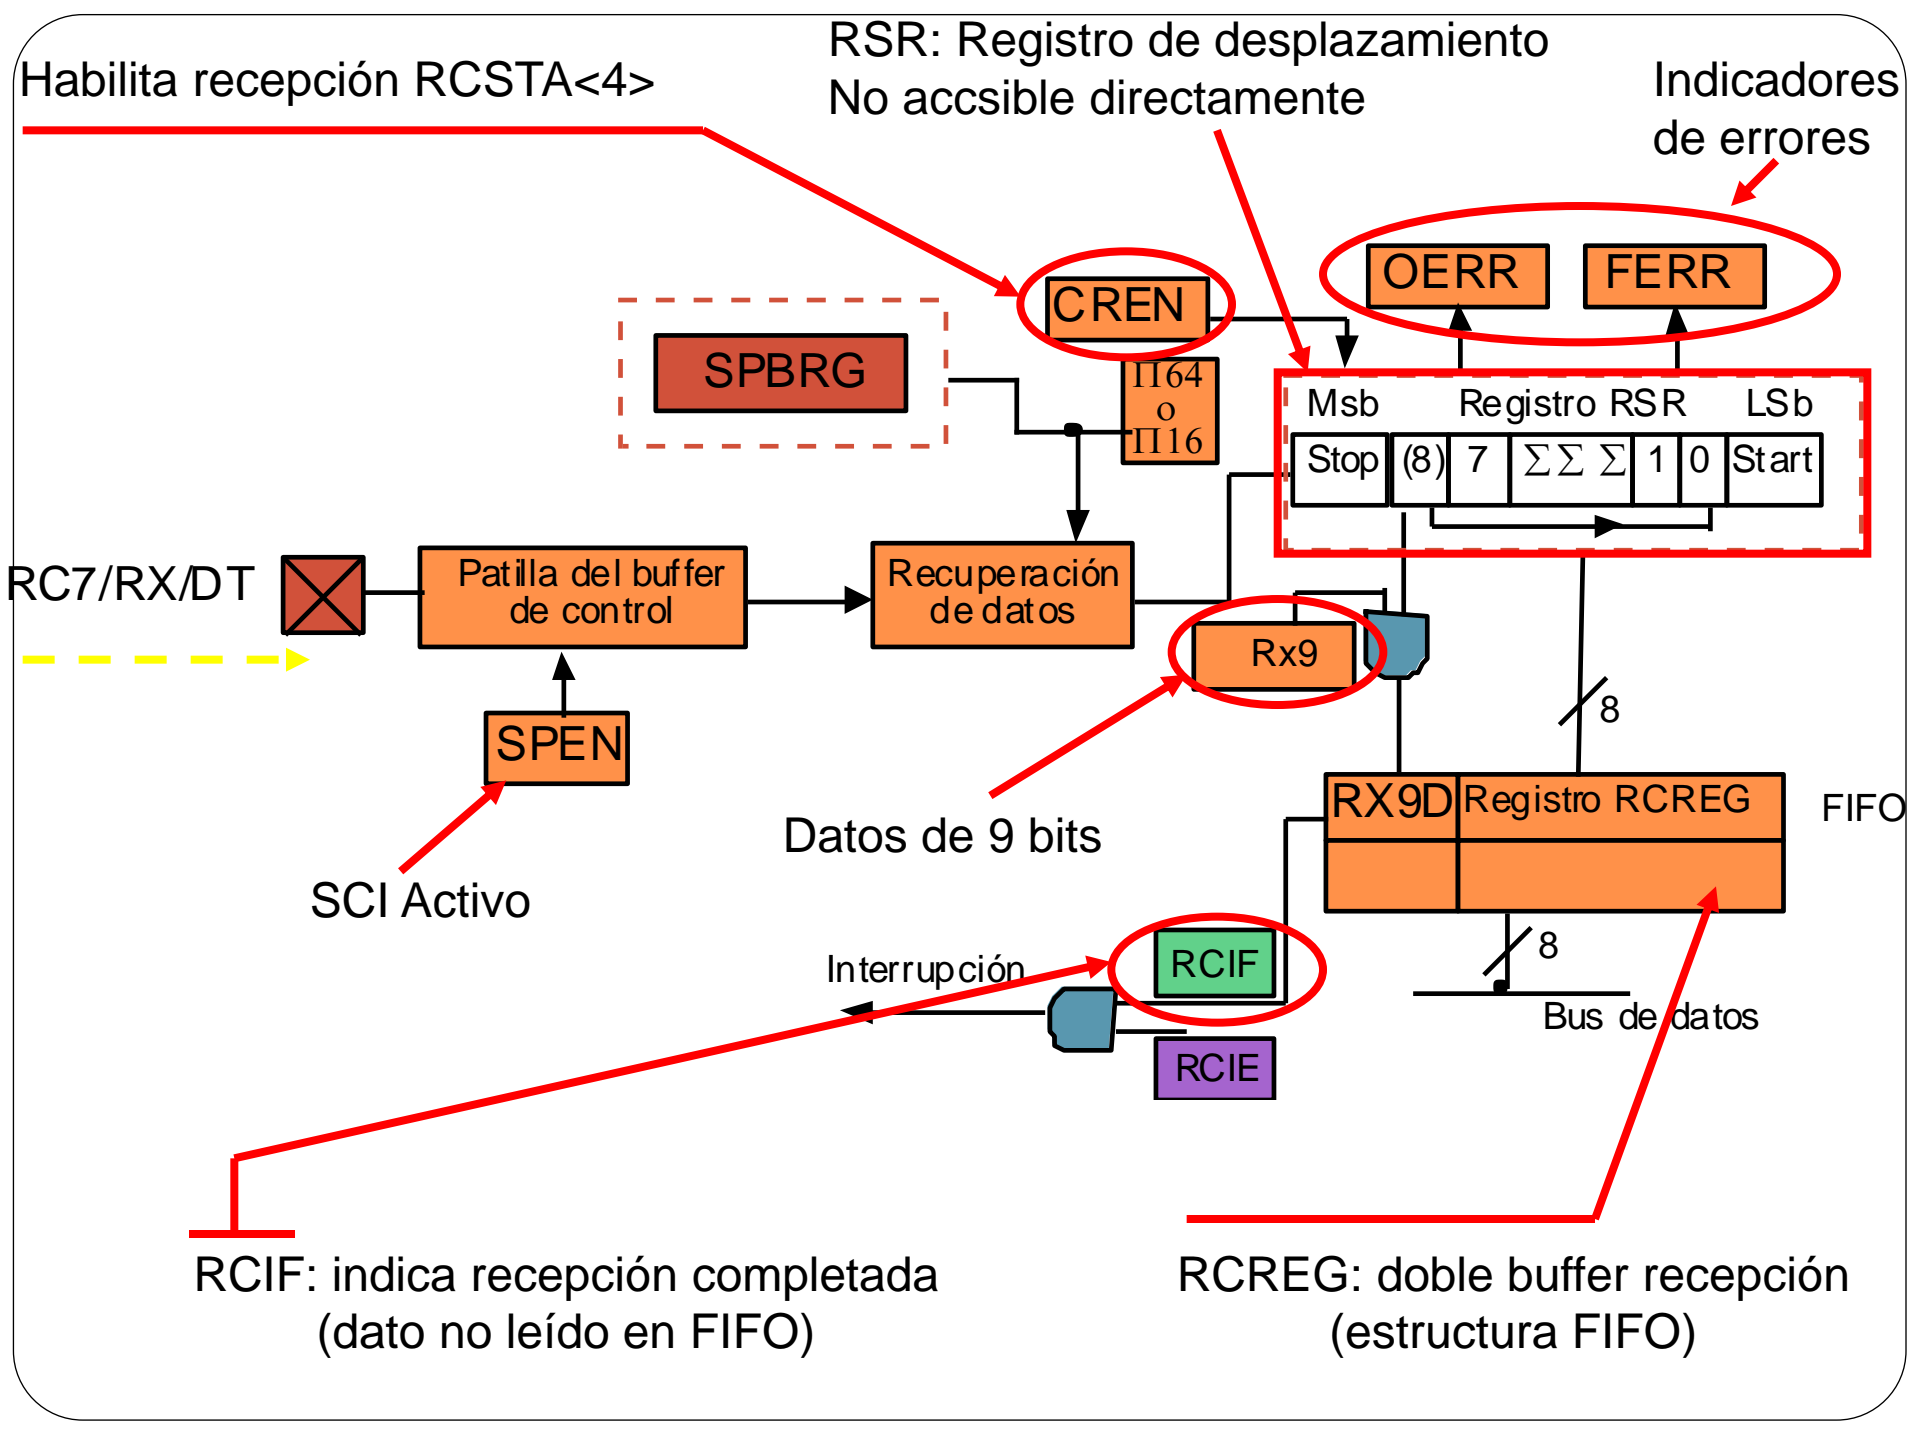 RSR: Registro de desplazamiento
No accsible directamente
Habilita recepción RCSTA<4>
Indicadores
de errores
OERR
FERR
CREN
SPBRG
Π64
o
Π16
Msb Registro RSR LSb
Stop (8) 7 ∑∑ ∑ 1 0 Start
RC7/RX/DT
Patilla del buffer
de control
Recuperación
de datos
Rx9
8
SPEN
RX9D Registro RCREG
FIFO
Datos de 9 bits
SCI Activo
Interrupción
RCIF
8
Bus de datos
RCIE
RCIF: indica recepción completada
(dato no leído en FIFO)
RCREG: doble buffer recepción
(estructura FIFO)